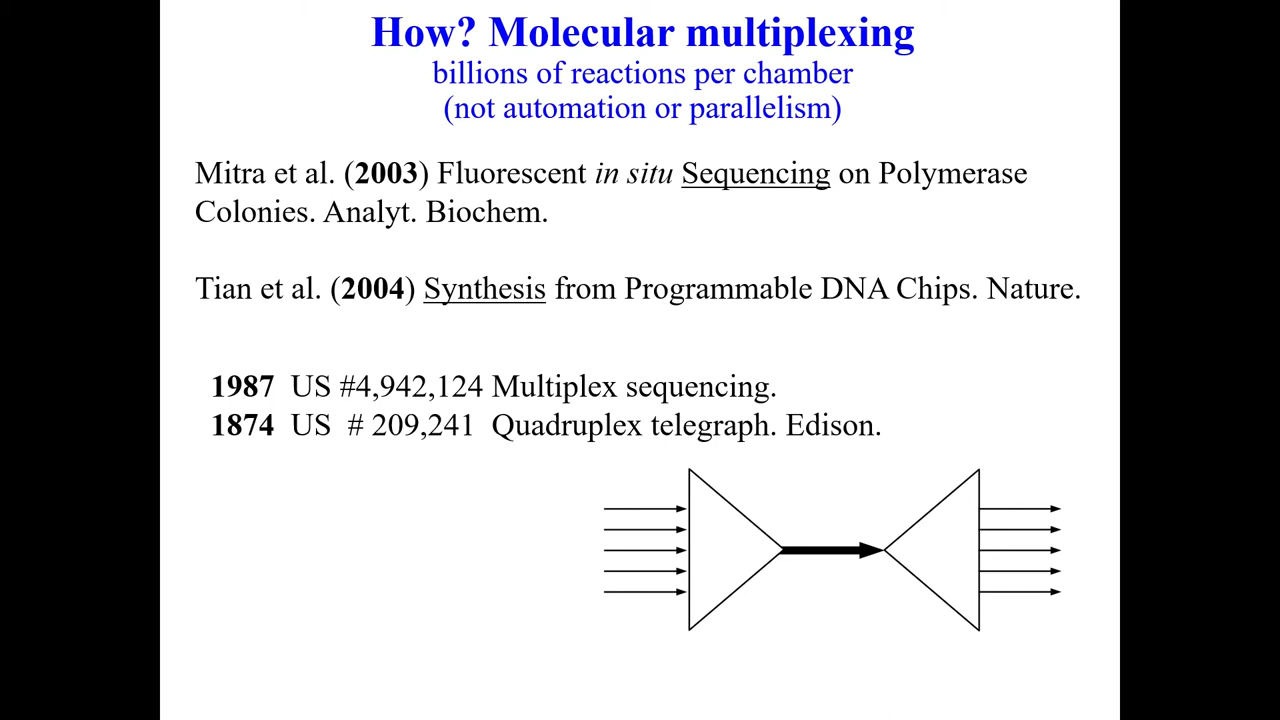 How? Molecular multiplexing
billions of reactions per chamber
(not automation or parallelism)
Mitra et al. (2003) Fluorescent in situ Sequencing on Polymerase
Colonies. Analyt. Biochem.
Tian et al. (2004) Synthesis from Programmable DNA Chips. Nature.
1987 US #4,942,124 Multiplex sequencing.
1874 US # 209,241 Quadruplex telegraph. Edison.